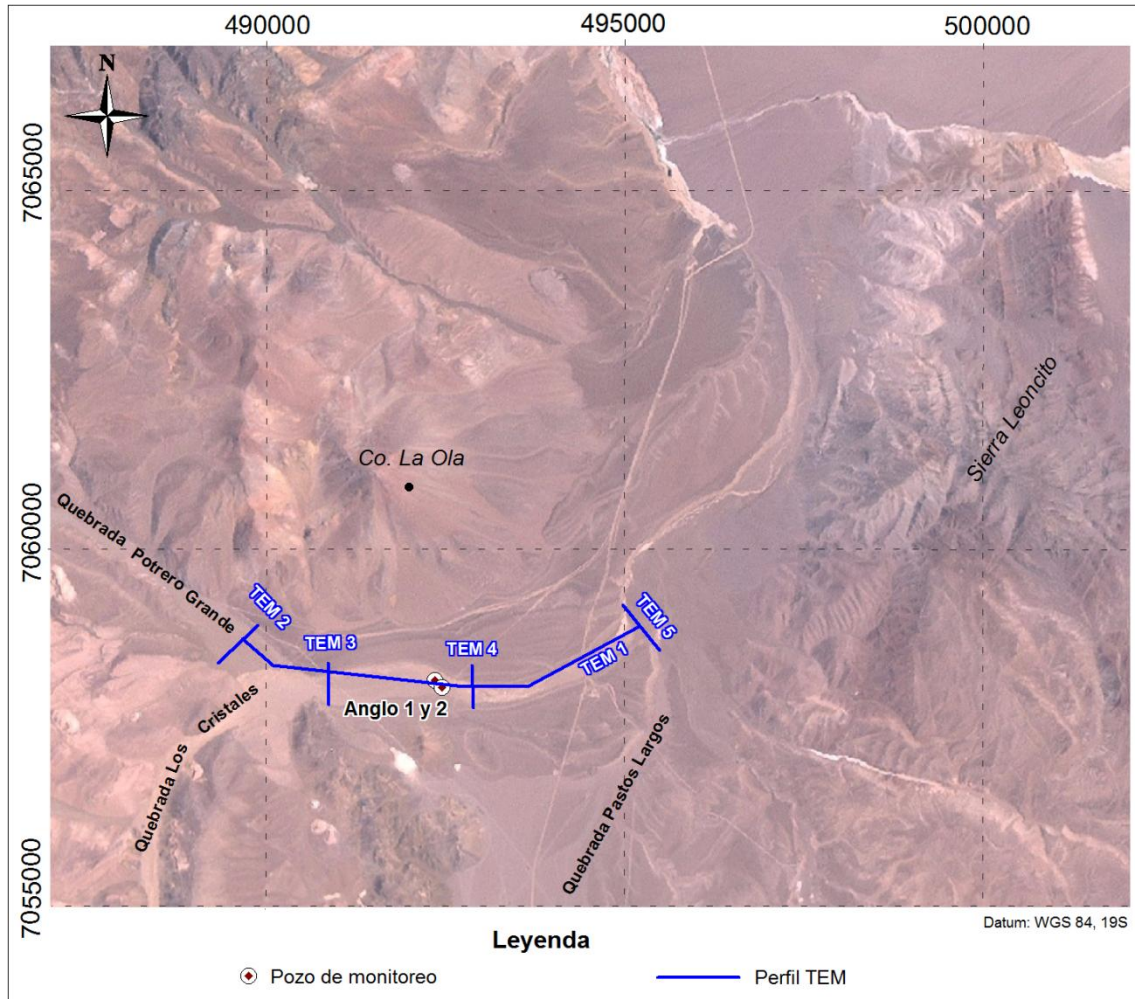 490000
495000
500000
N
7065000
7060000
7055000
Co. La Ola
Sierra Leoncito
Quebrada Potrero Grande
TEM 2
TEM 3
TEM 4
TEM 1
TEM 5
Anglo 1 y 2
Quebrada Los Cristales
Quebrada Pastos Largos
Datum: WGS 84, 19S
Leyenda
Pozo de monitoreo
Perfil TEM